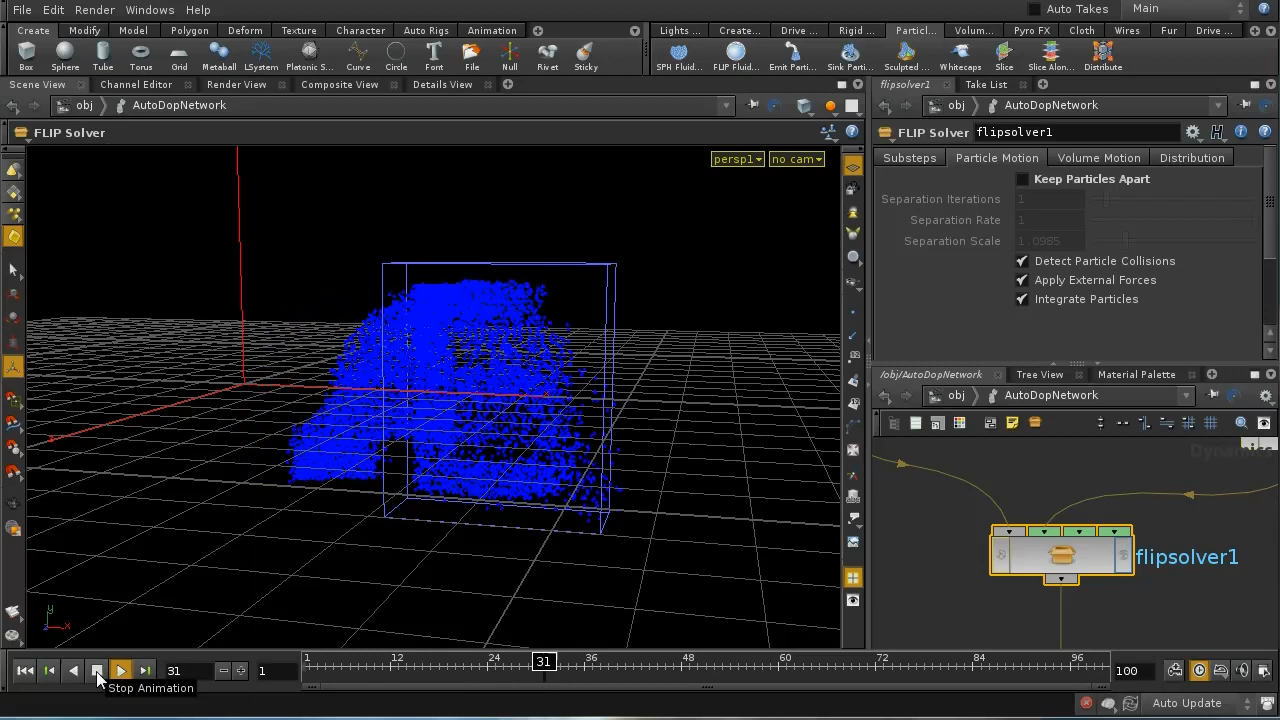 File Edit Render Windows Help Auto Takes Main
Create Modify Model Polygon Deform Texture Character Auto Rigs Animation Lights ... Create... Drive ... Rigid ... Particl... Volum... Pyro FX Cloth Wires Fur Drive ...
Box Sphere Tube Torus Grid Metaball LSystem Platonic S... Curve Circle Font File Null Rivet Sticky SPH Fluid... FLIP Fluid... Emit Parti... Sink Parti... Sculpted ... Whitecaps Slice Slice Alon... Distribute
Scene View Channel Editor Render View Composite View Details View flipsolver1 Take List
obj AutoDopNetwork obj AutoDopNetwork
FLIP Solver FLIP Solver flipsolver1
persp1 no cam Substeps Particle Motion Volume Motion Distribution
Keep Particles Apart
Separation Iterations 1
Separation Rate 1
Separation Scale 1.0985
Detect Particle Collisions
Apply External Forces
Integrate Particles
/obj/AutoDopNetwork Tree View Material Palette
obj AutoDopNetwork
flipsolver1
y
z x
31 1 1 12 24 31 36 48 60 72 84 96 100
Stop Animation
Auto Update